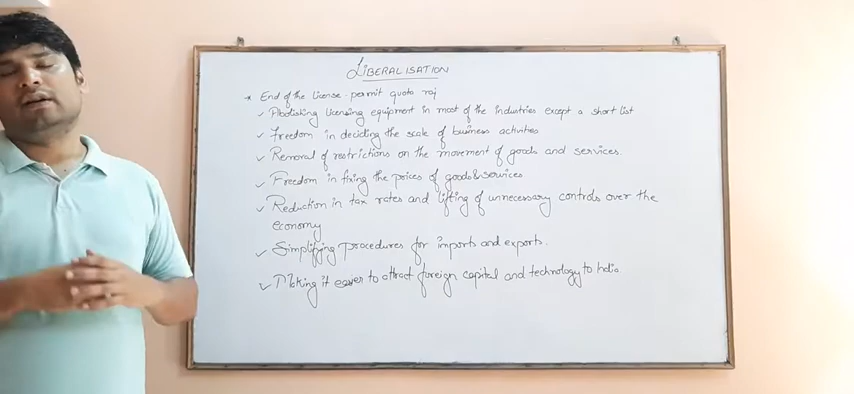 LIBERALISATION
* End of the license-permit quota raj
✓ Abolishing licensing equipment in most of the industries except a short list
✓ Freedom in deciding the scale of business activities
✓ Removal of restrictions on the movement of goods and services.
✓ Freedom in fixing the prices of goods & services
✓ Reduction in tax rates and lifting of unnecessary controls over the
economy
✓ Simplifying procedures for imports and exports.
✓ Making it easier to attract foreign capital and technology to India